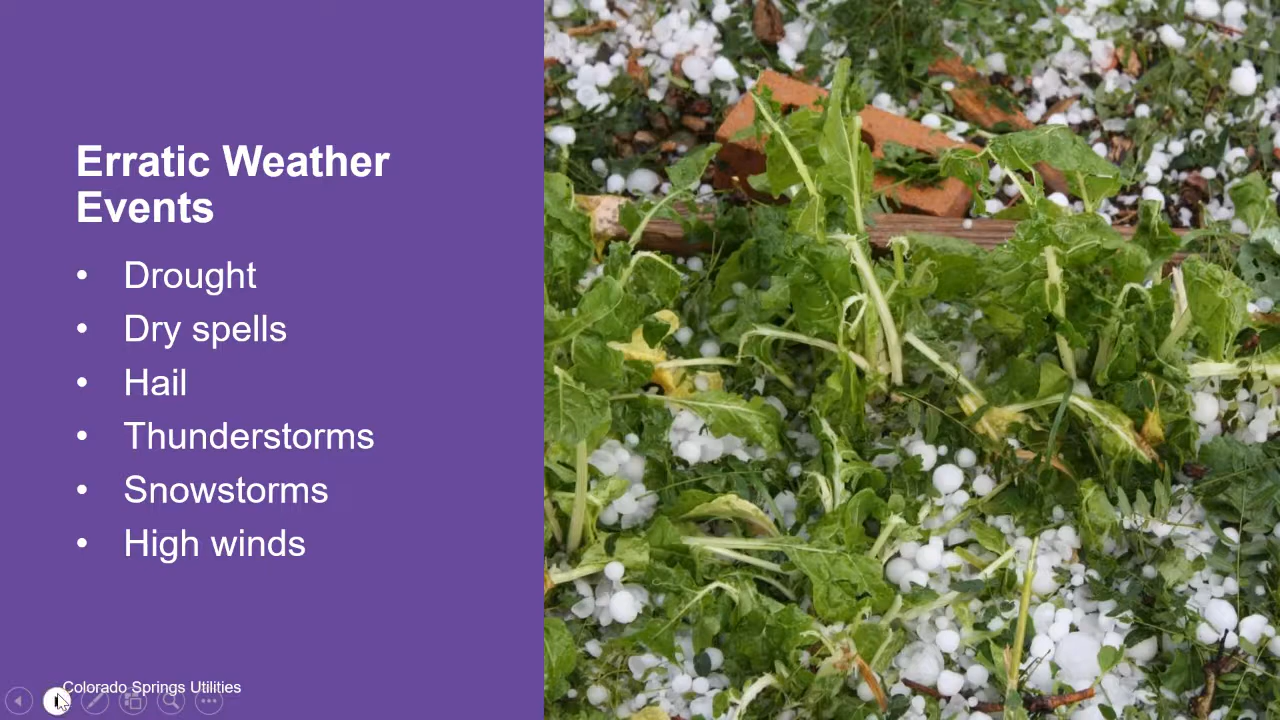 Erratic Weather
Events
• Drought
• Dry spells
• Hail
• Thunderstorms
• Snowstorms
• High winds
Colorado Springs Utilities